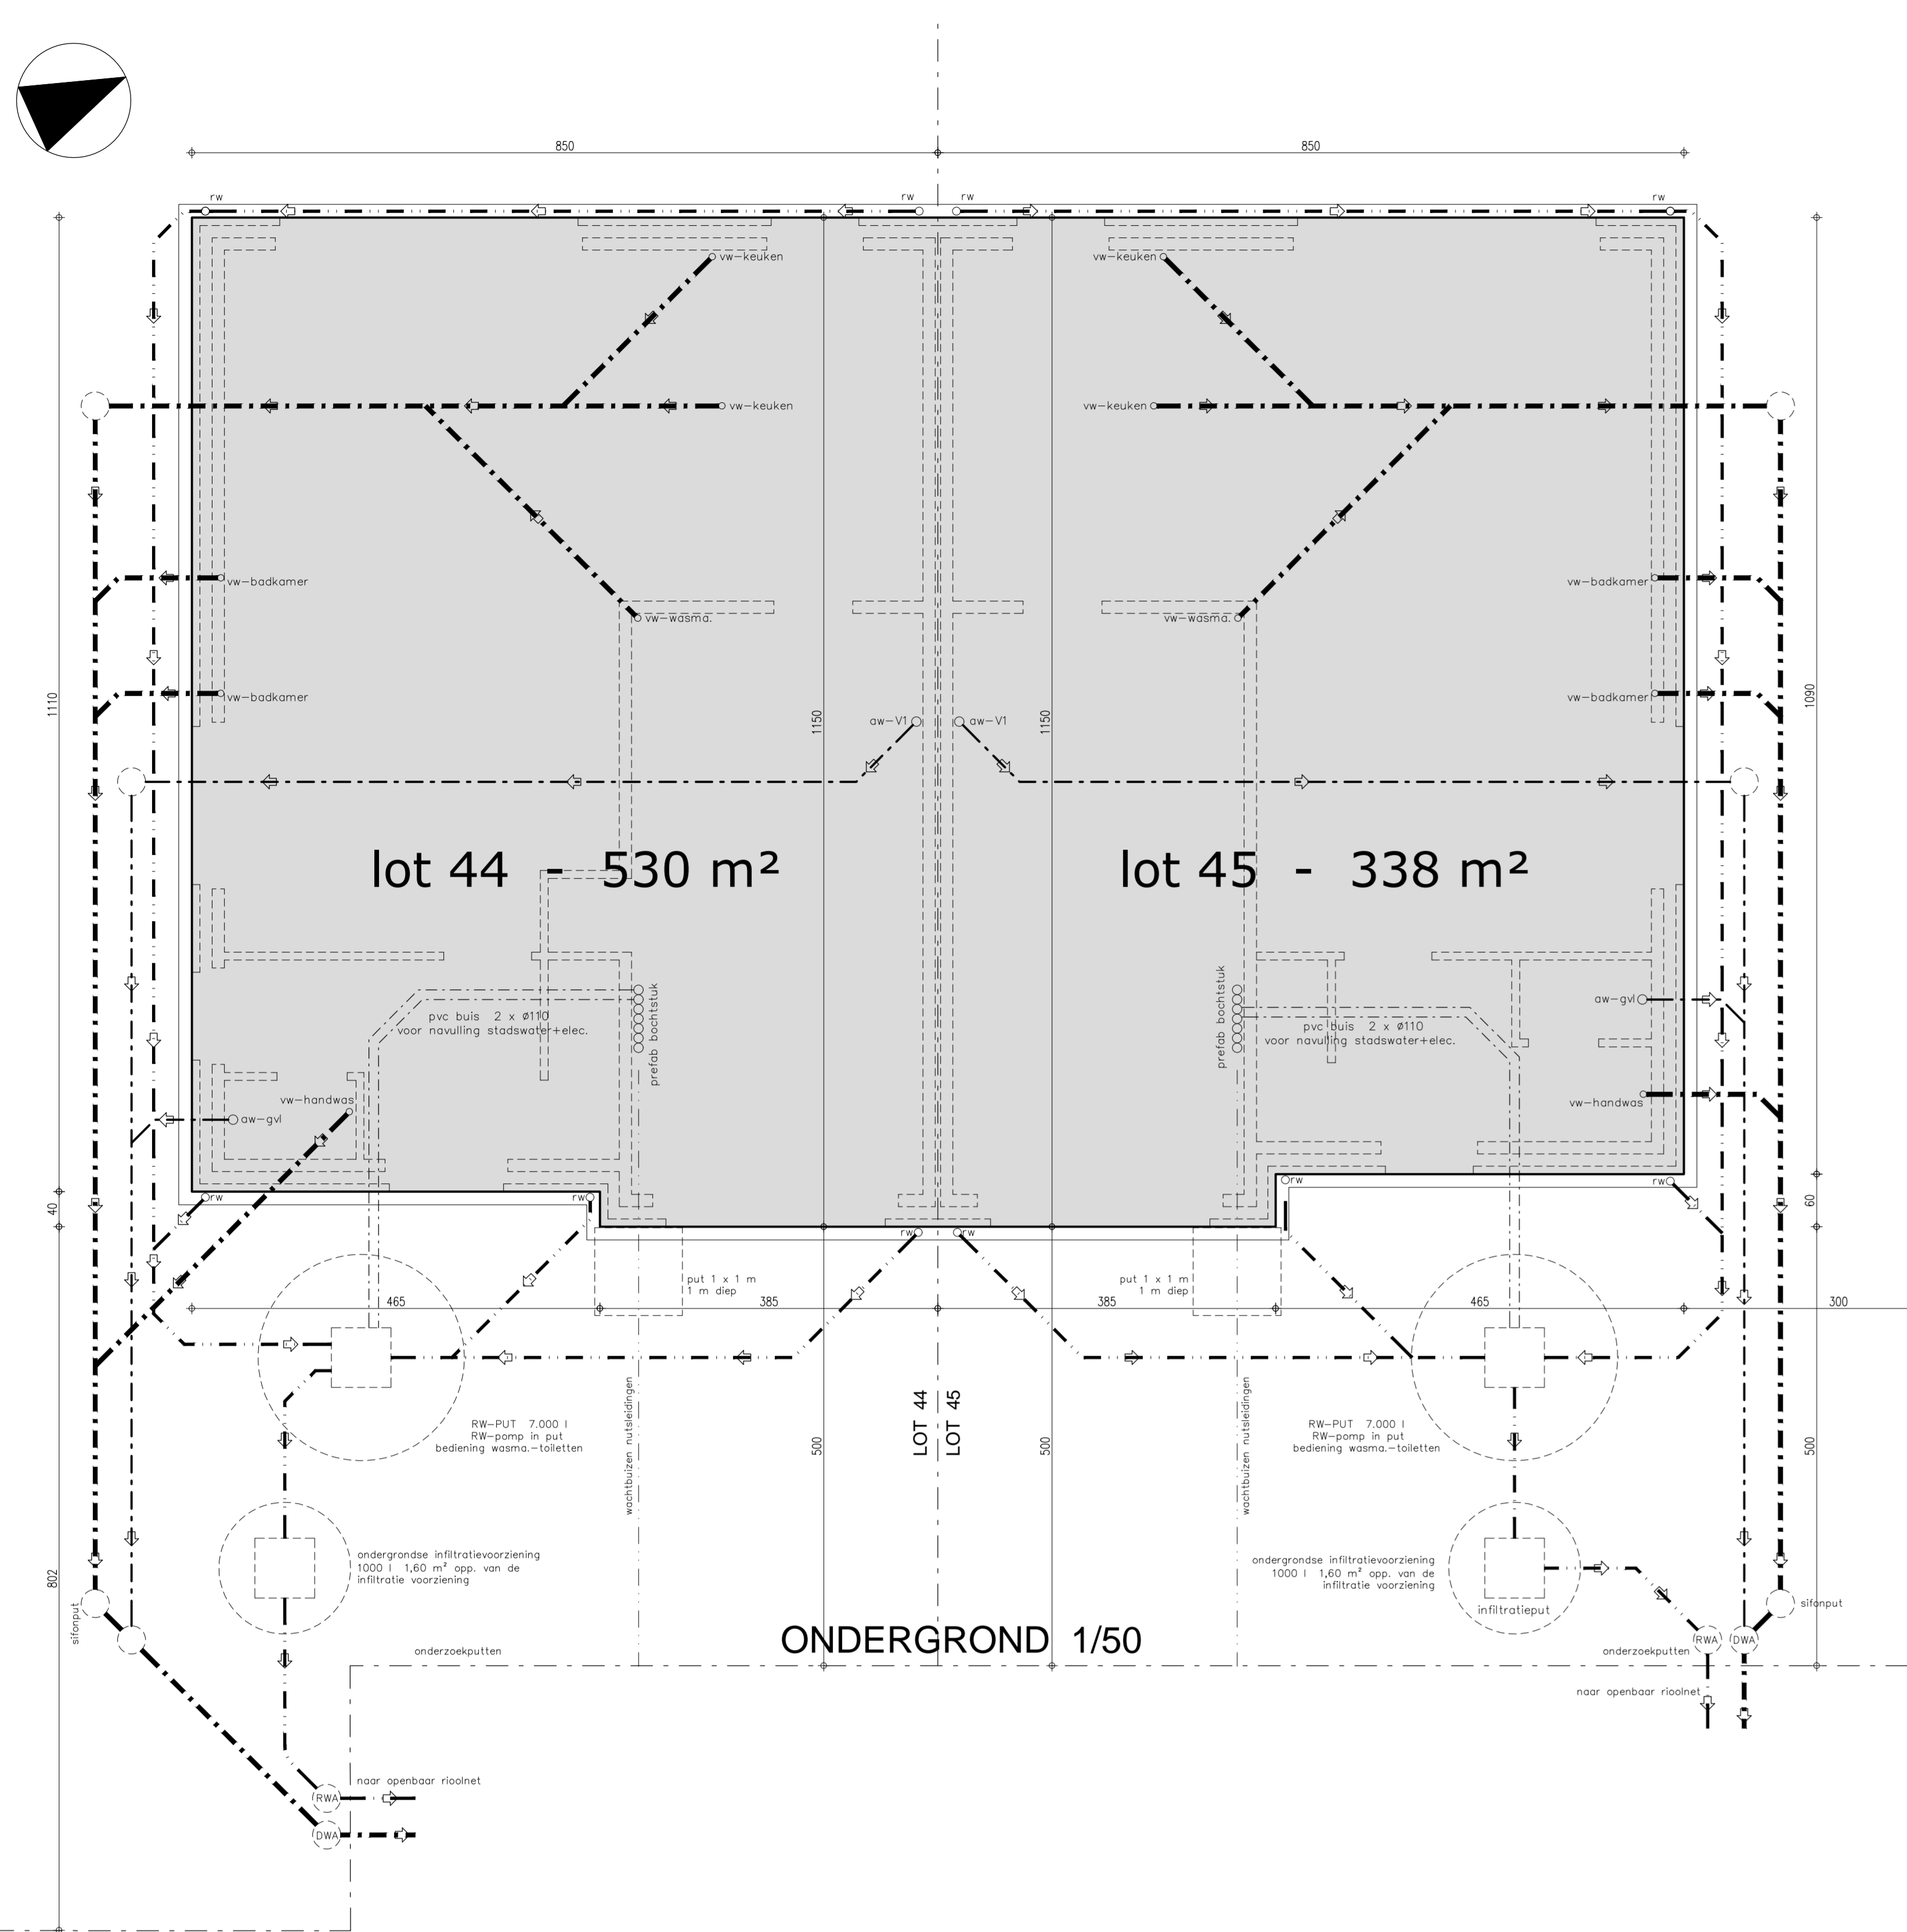 850
850
rw
rw
rw
rw
vw-keuken
vw-keuken
vw-keuken
vw-keuken
vw-badkamer
vw-badkamer
vw-wasma.
vw-wasma.
1110
vw-badkamer
vw-badkamer
1090
1150
1150
aw-V1
aw-V1
lot 44 - 530 m²
lot 45 - 338 m²
prefab bochtstuk
prefab bochtstuk
aw-gvl
pvc buis 2 x ø110
voor navulling stadswater+elec.
pvc buis 2 x ø110
voor navulling stadswater+elec.
vw-handwas
vw-handwas
aw-gvl
40
rw
rw
rw
rw
60
rw
rw
put 1 x 1 m
1 m diep
put 1 x 1 m
1 m diep
465
385
385
465
300
LOT 44
LOT 45
RW-PUT 7.000 l
RW-pomp in put
bediening wasma.-toiletten
RW-PUT 7.000 l
RW-pomp in put
bediening wasma.-toiletten
wachtbuizen nutsleidingen
wachtbuizen nutsleidingen
500
500
500
802
ondergrondse infiltratievoorziening
1000 l 1,60 m² opp. van de
infiltratie voorziening
ondergrondse infiltratievoorziening
1000 l 1,60 m² opp. van de
infiltratie voorziening
infiltratieput
sifonput
sifonput
ONDERGROND 1/50
RWA
DWA
onderzoekputten
onderzoekputten
naar openbaar rioolnet
naar openbaar rioolnet
RWA
DWA